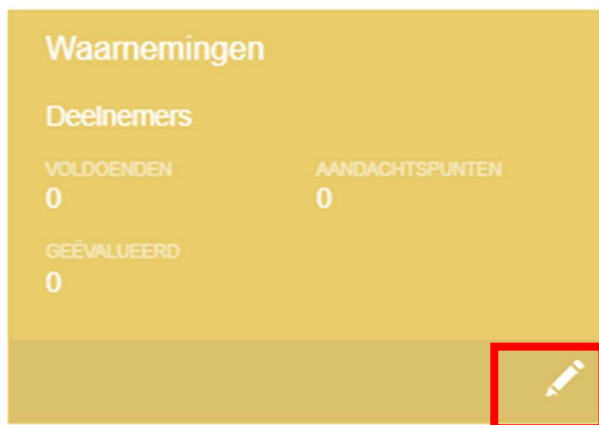 Waarnemingen
Deelnemers
VOLDOENDEN AANDACHTSPUNTEN
0 0
GEËVALUEERD
0